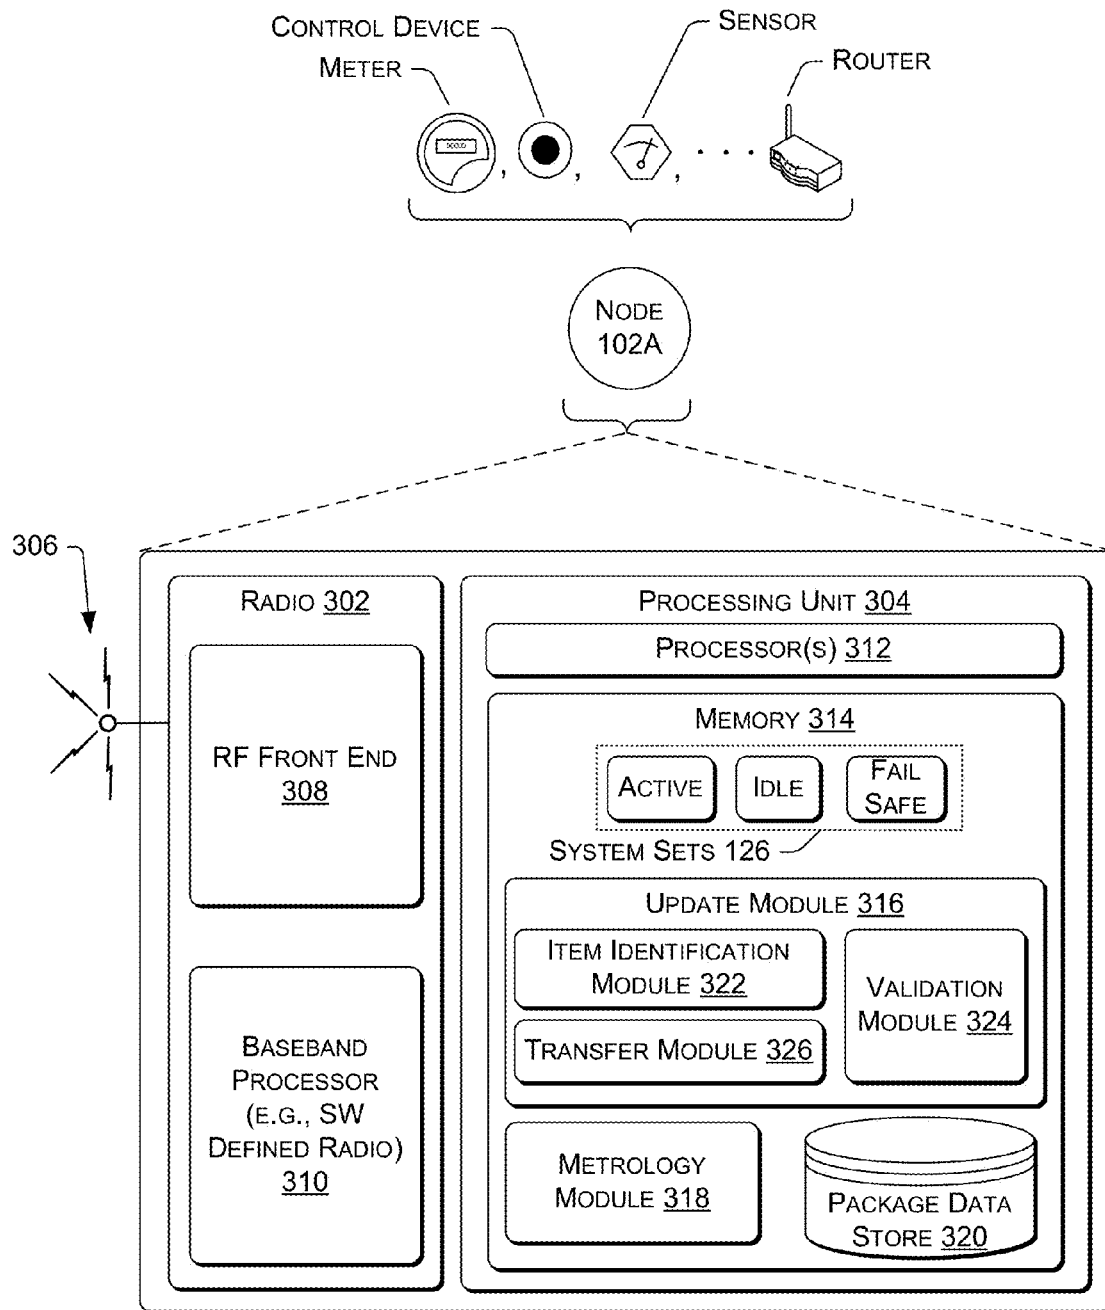 CONTROL DEVICE
SENSOR
METER
ROUTER
, , , . . .
NODE
102A
306
RADIO 302
PROCESSING UNIT 304
PROCESSOR(S) 312
MEMORY 314
RF FRONT END
308
ACTIVE
IDLE
FAIL
SAFE
SYSTEM SETS 126
UPDATE MODULE 316
ITEM IDENTIFICATION
MODULE 322
VALIDATION
MODULE 324
TRANSFER MODULE 326
BASEBAND
PROCESSOR
(E.G., SW
DEFINED RADIO)
310
METROLOGY
MODULE 318
PACKAGE DATA
STORE 320